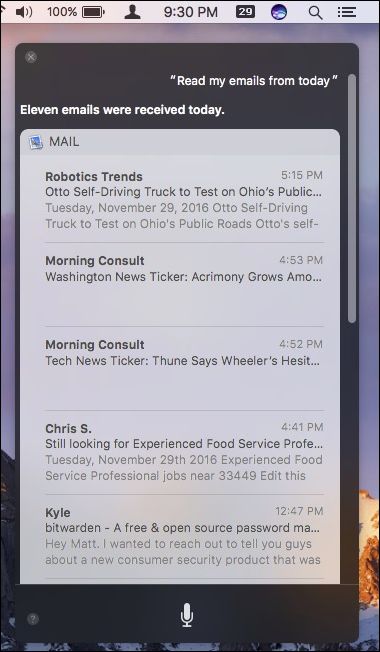 100% 9:30 PM 29
“Read my emails from today”
Eleven emails were received today.
MAIL
Robotics Trends 5:15 PM
Otto Self-Driving Truck to Test on Ohio's Public...
Tuesday, November 29, 2016 Otto Self-Driving
Truck to Test on Ohio's Public Roads Otto's self-
Morning Consult 4:53 PM
Washington News Ticker: Acrimony Grows Amo...
Morning Consult 4:52 PM
Tech News Ticker: Thune Says Wheeler's Hesit...
Chris S. 4:41 PM
Still looking for Experienced Food Service Profe...
Tuesday, November 29th 2016 Experienced Food
Service Professional jobs near 33449 Edit this
Kyle 12:47 PM
bitwarden - A free & open source password ma...
Hey Matt. I wanted to reach out to tell you guys
about a new consumer security product that was
?